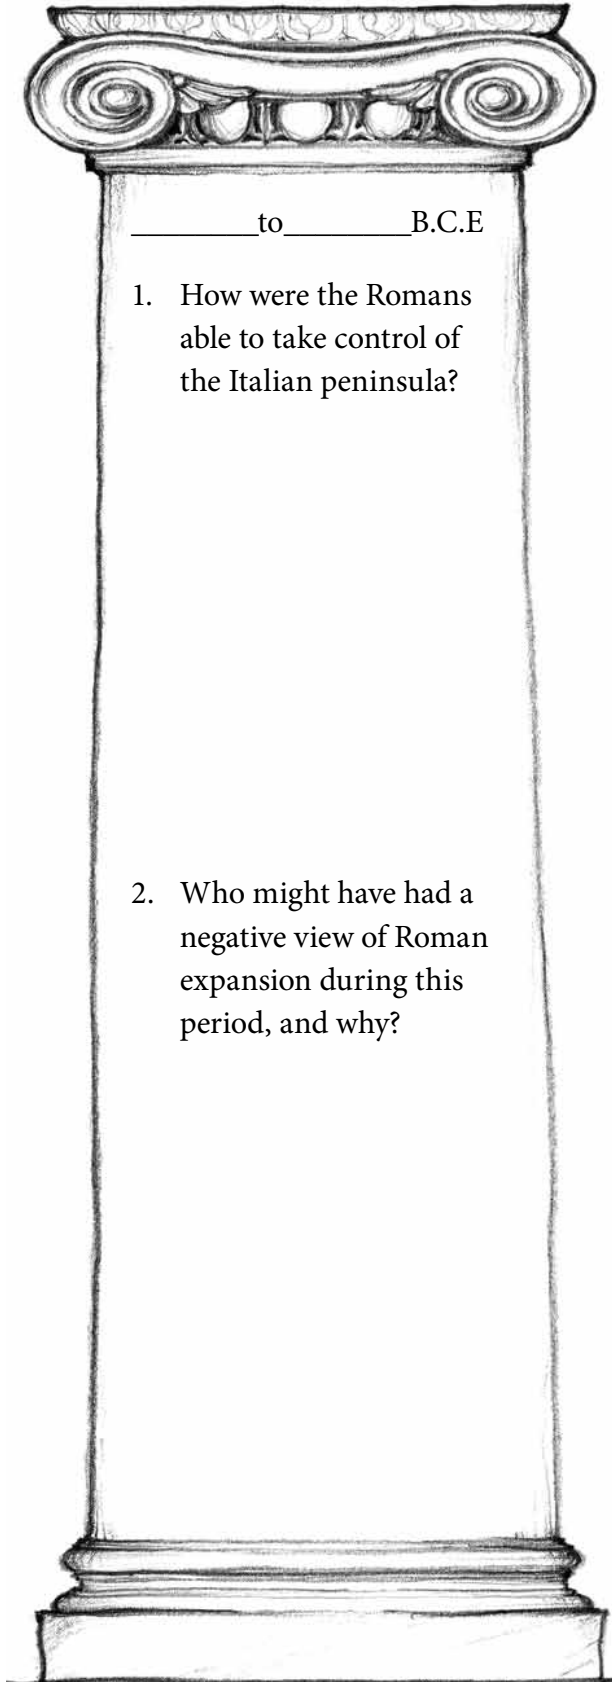 ________to________B.C.E
1. How were the Romans
able to take control of
the Italian peninsula?
2. Who might have had a
negative view of Roman
expansion during this
period, and why?